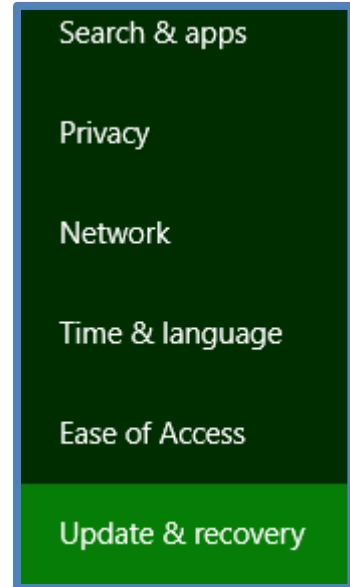 Search & apps
Privacy
Network
Time & language
Ease of Access
Update & recovery